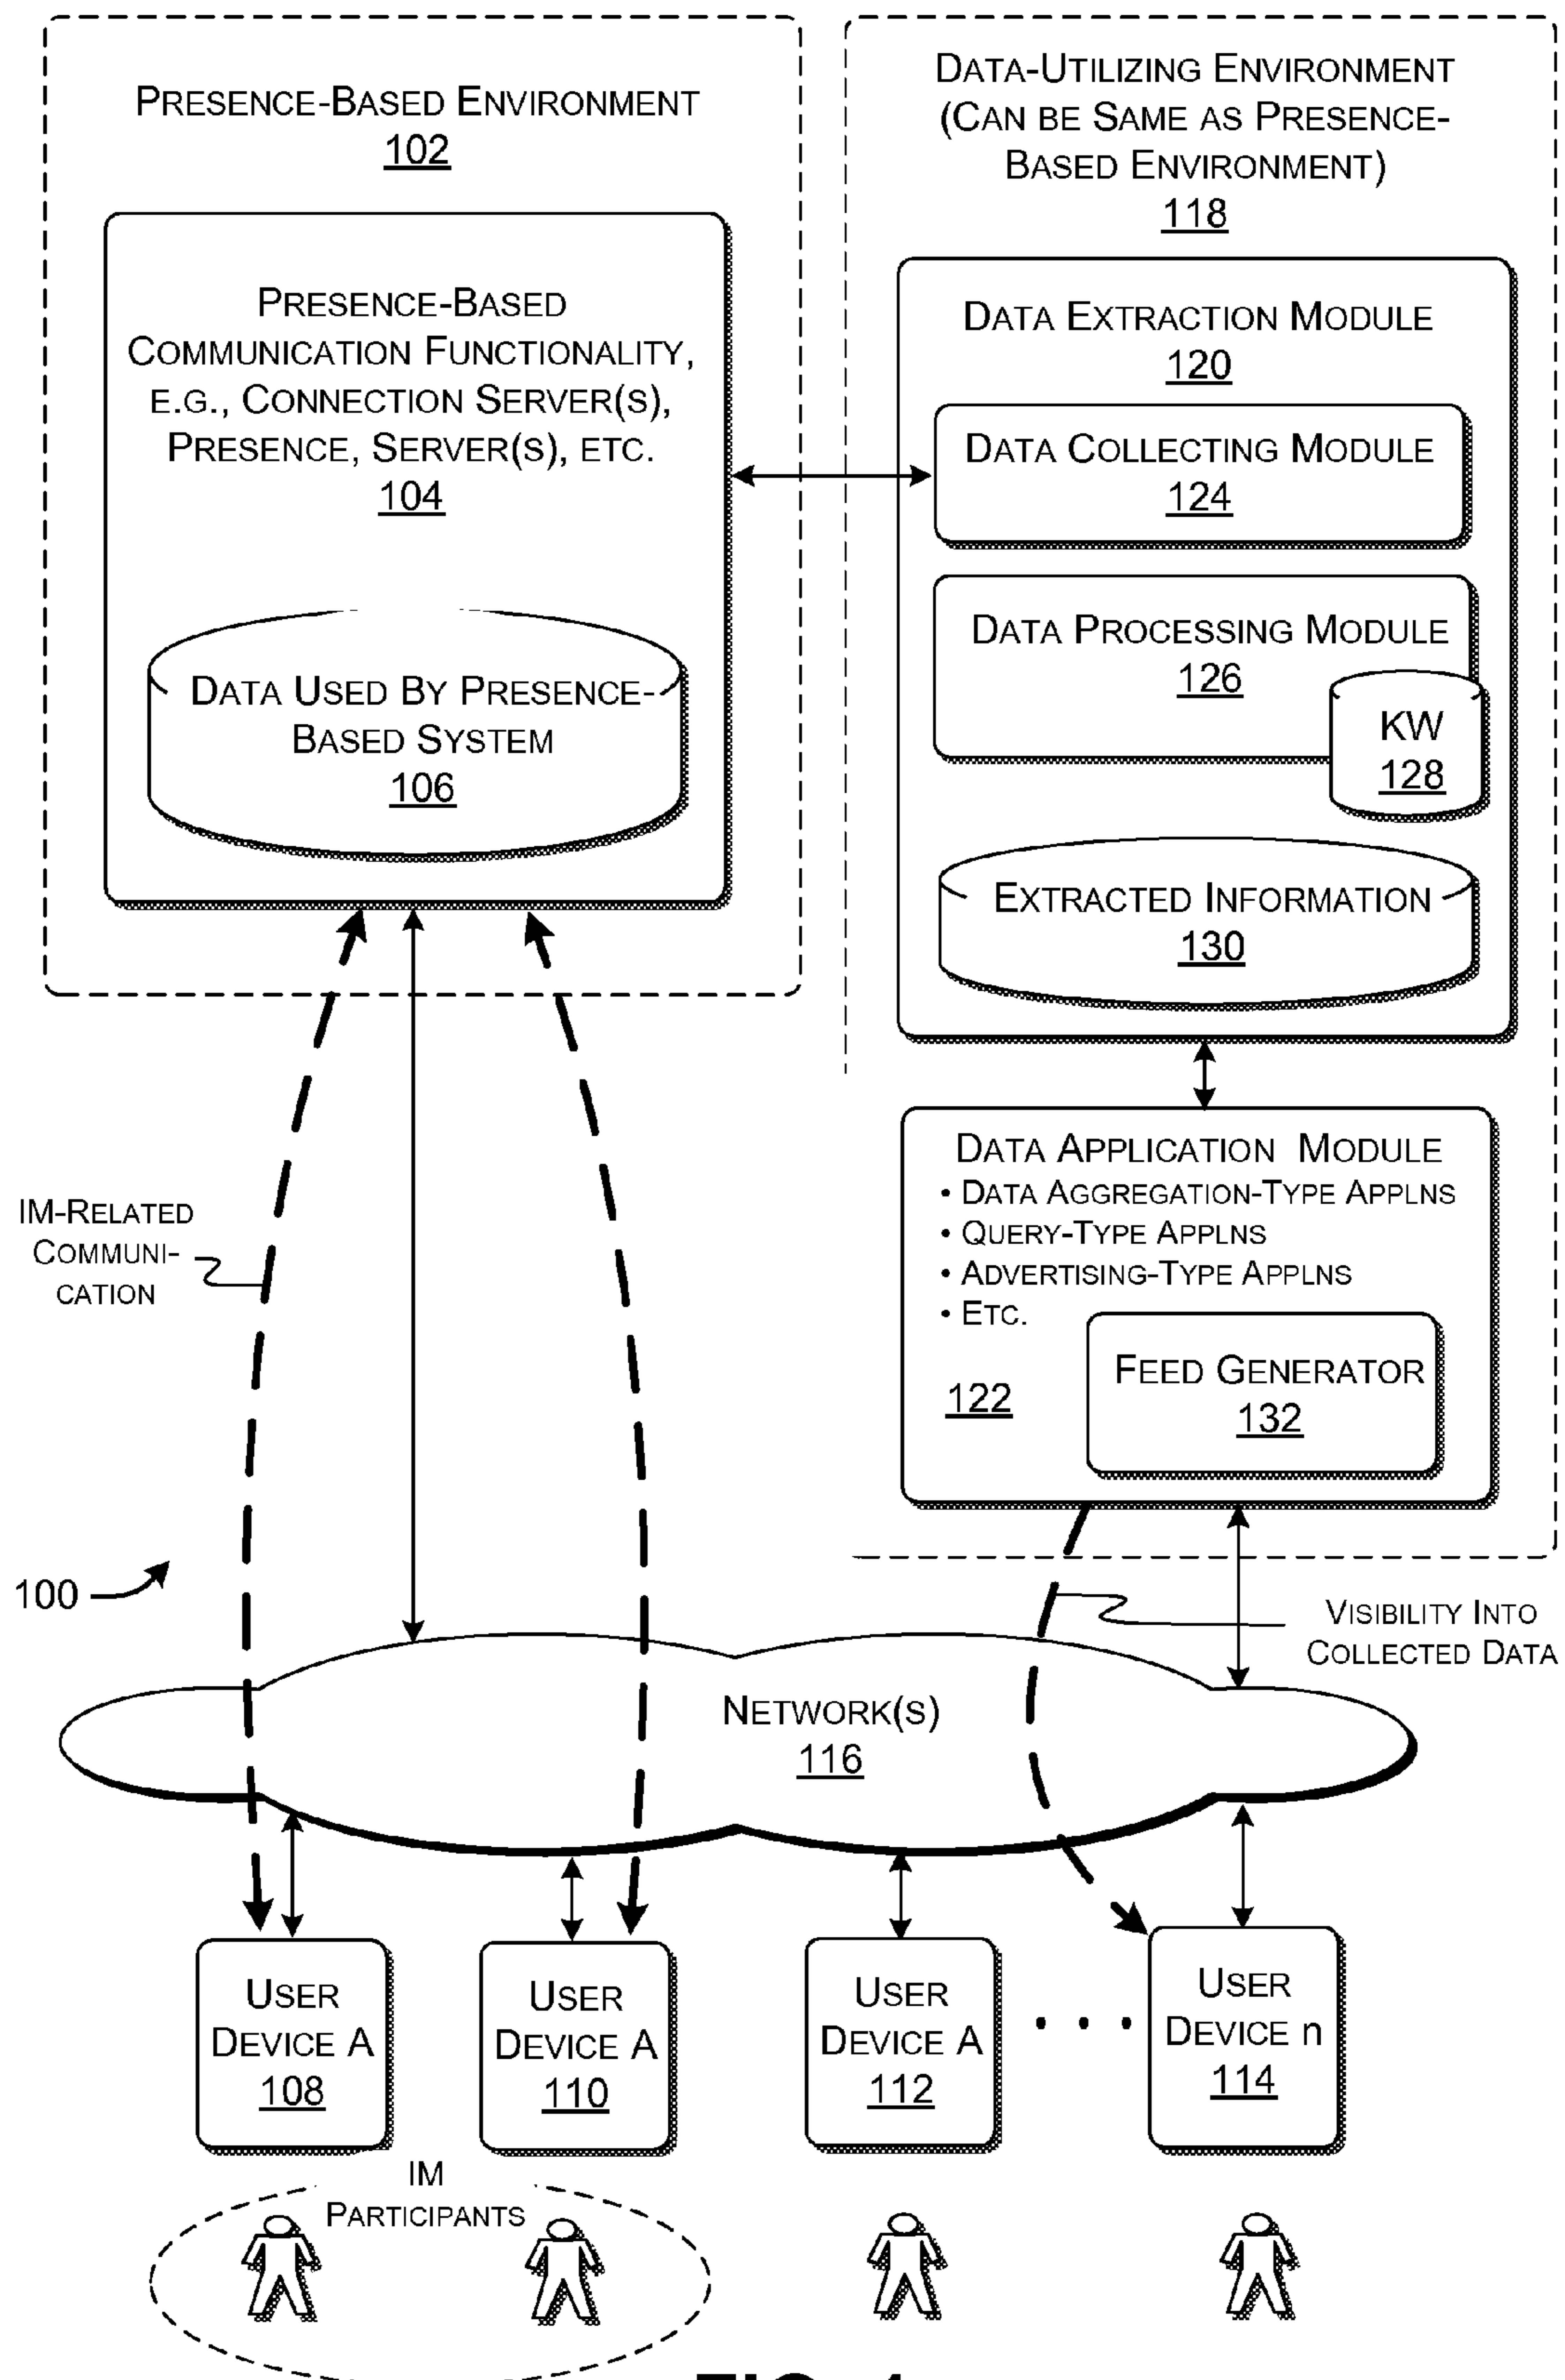 PRESENCE-BASED ENVIRONMENT
102
PRESENCE-BASED
COMMUNICATION FUNCTIONALITY,
E.G., CONNECTION SERVER(S),
PRESENCE, SERVER(S), ETC.
104
DATA USED BY PRESENCE-
BASED SYSTEM
106
DATA-UTILIZING ENVIRONMENT
(CAN BE SAME AS PRESENCE-
BASED ENVIRONMENT)
118
DATA EXTRACTION MODULE
120
DATA COLLECTING MODULE
124
DATA PROCESSING MODULE
126
KW
128
EXTRACTED INFORMATION
130
DATA APPLICATION MODULE
• DATA AGGREGATION-TYPE APPLNS
• QUERY-TYPE APPLNS
• ADVERTISING-TYPE APPLNS
• ETC.
122
FEED GENERATOR
132
IM-RELATED
COMMUNI-
CATION
100
VISIBILITY INTO
COLLECTED DATA
NETWORK(S)
116
USER
DEVICE A
108
USER
DEVICE A
110
USER
DEVICE A
112
• • •
USER
DEVICE n
114
IM
PARTICIPANTS